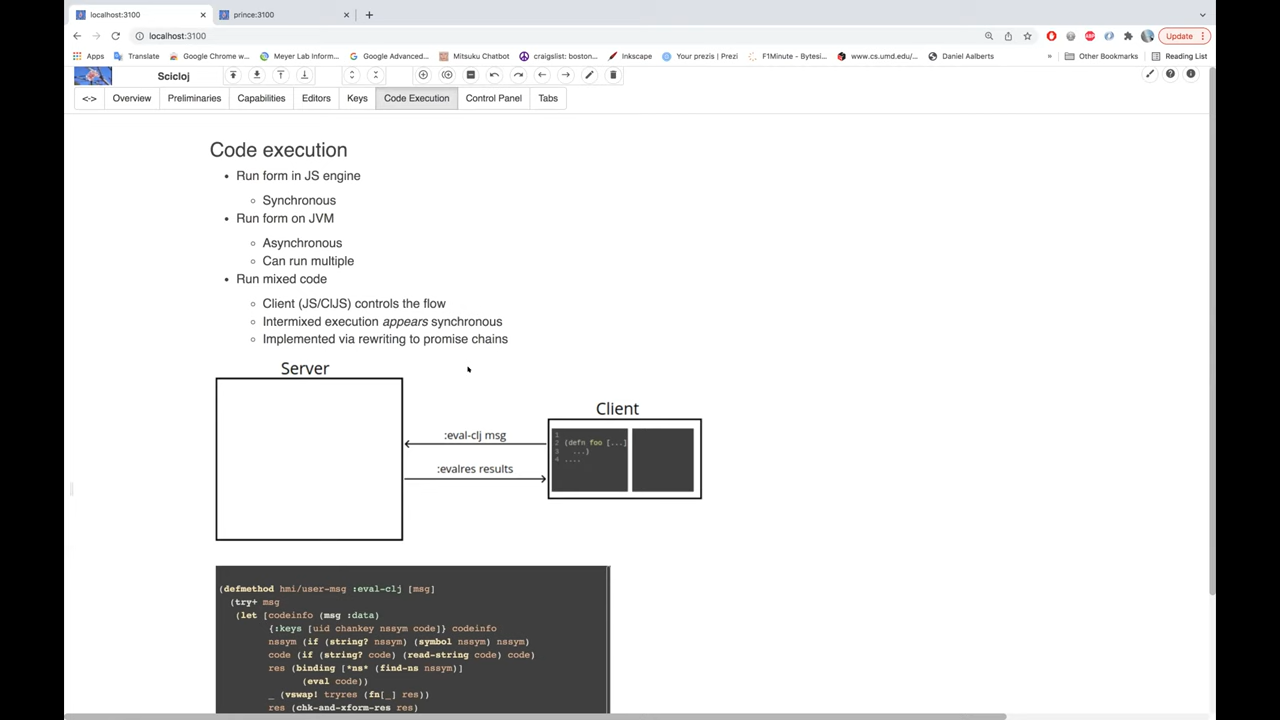 localhost:3100
prince:3100
localhost:3100
Update
Apps
Translate
Google Chrome w...
Meyer Lab Inform...
Google Advanced...
Mitsuku Chatbot
craigslist: boston...
Inkscape
Your prezis | Prezi
F1Minute - Bytesi...
www.cs.umd.edu/...
Daniel Aalberts
»
Other Bookmarks
Reading List
Scicloj
<->
Overview
Preliminaries
Capabilities
Editors
Keys
Code Execution
Control Panel
Tabs
Code execution
Run form in JS engine
Synchronous
Run form on JVM
Asynchronous
Can run multiple
Run mixed code
Client (JS/ClJS) controls the flow
Intermixed execution appears synchronous
Implemented via rewriting to promise chains
Server
Client
:eval-clj msg
:evalres results
1
2 (defn foo [...]
3 ...)
4 ....
(defmethod hmi/user-msg :eval-clj [msg]
(try+ msg
(let [codeinfo (msg :data)
{:keys [uid chankey nssym code]} codeinfo
nssym (if (string? nssym) (symbol nssym) nssym)
code (if (string? code) (read-string code) code)
res (binding [*ns* (find-ns nssym)]
(eval code))
_ (vswap! tryres (fn[_] res))
res (chk-and-xform-res res)